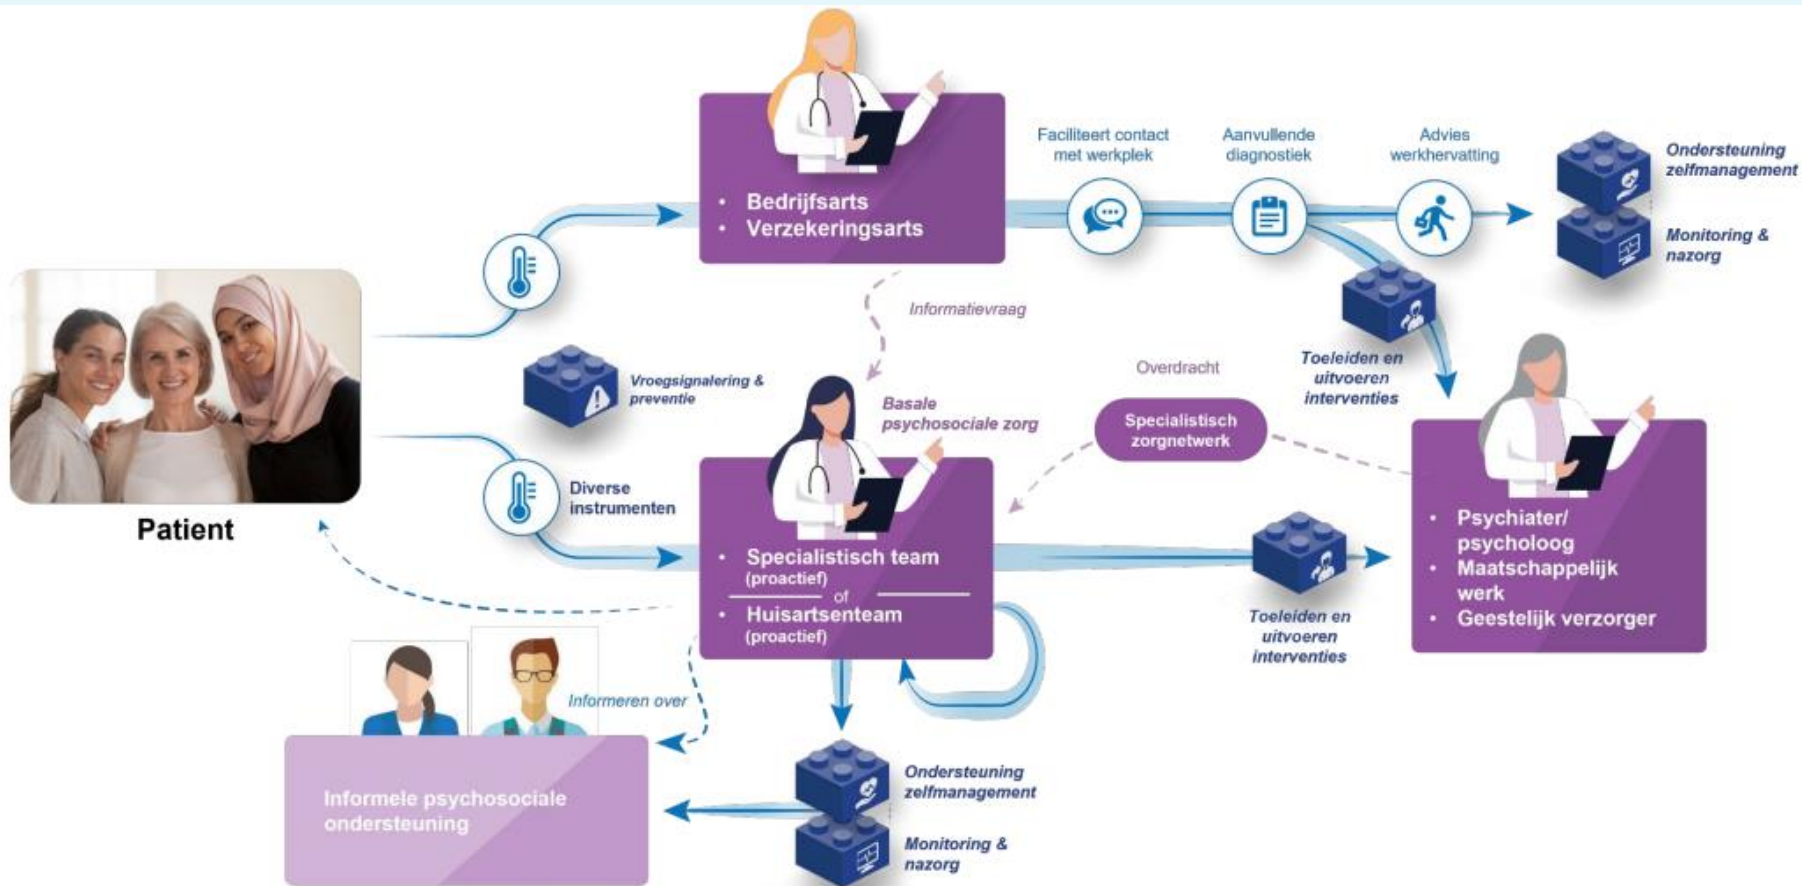 Bedrijfsarts
Verzekeringsarts
Faciliteert contact
met werkplek
Aanvullende
diagnostiek
Advies
werkhervatting
Ondersteuning
zelfmanagement
Monitoring &
nazorg
Informatievraag
Toeleiden en
uitvoeren
interventies
Vroegsignalering &
preventie
Basale
psychosociale zorg
Overdracht
Specialistisch
zorgnetwerk
Patient
Diverse
instrumenten
• Specialistisch team
(proactief)
of
• Huisartsenteam
(proactief)
Toeleiden en
uitvoeren
interventies
• Psychiater/
psycholoog
• Maatschappelijk
werk
• Geestelijk verzorger
Informeren over
Informele psychosociale
ondersteuning
Ondersteuning
zelfmanagement
Monitoring &
nazorg